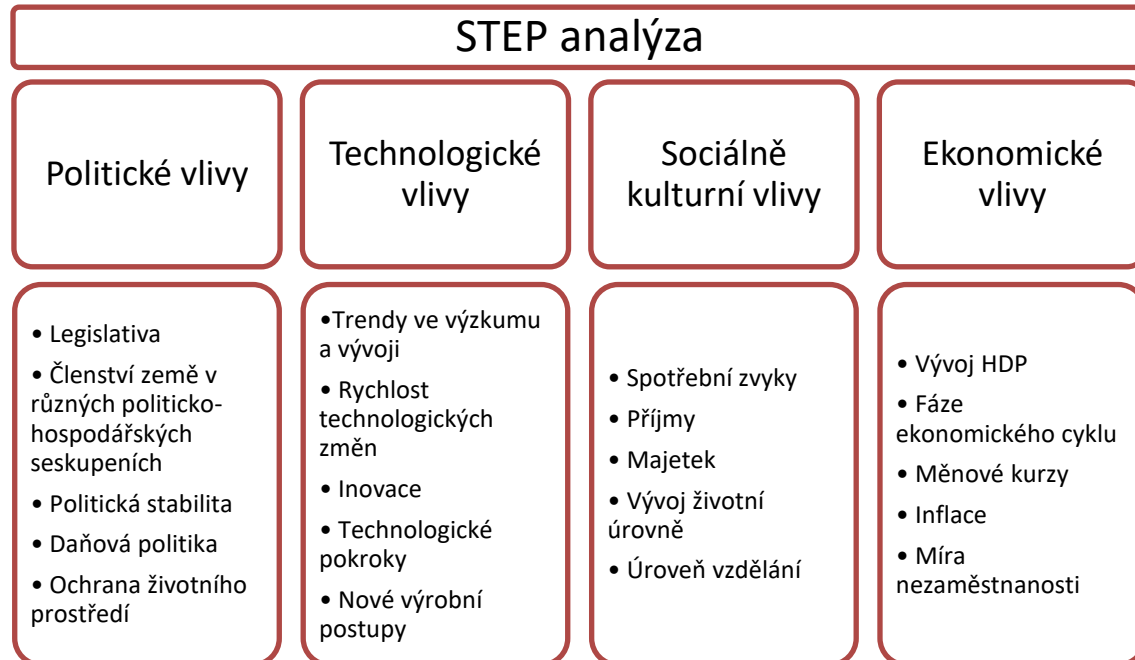 STEP analýza
Politické vlivy
Technologické
vlivy
Sociálně
kulturní vlivy
Ekonomické
vlivy
• Legislativa
• Členství země v
různých politicko-
hospodářských
seskupeních
• Politická stabilita
• Daňová politika
• Ochrana životního
prostředí
•Trendy ve výzkumu
a vývoji
• Rychlost
technologických
změn
• Inovace
• Technologické
pokroky
• Nové výrobní
postupy
• Spotřební zvyky
• Příjmy
• Majetek
• Vývoj životní
úrovně
• Úroveň vzdělání
• Vývoj HDP
• Fáze
ekonomického cyklu
• Měnové kurzy
• Inflace
• Míra
nezaměstnanosti